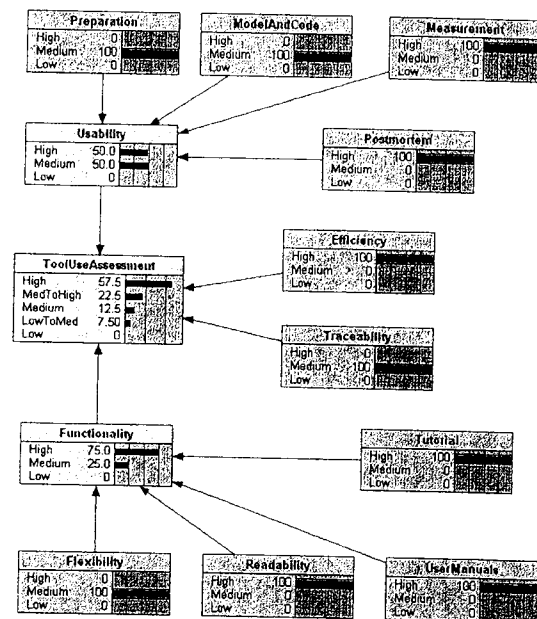 Preparation
High 0
Medium 100
Low 0
ModelAndCode
High 0
Medium 100
Low 0
Measurement
High 100
Medium 0
Low 0
Usability
High 50.0
Medium 50.0
Low 0
Postmortem
High 100
Medium 0
Low 0
ToolUseAssessment
High 57.5
MedToHigh 22.5
Medium 12.5
LowToMed 7.50
Low 0
Efficiency
High 100
Medium 0
Low 0
Traceability
High 0
Medium 100
Low 0
Functionality
High 75.0
Medium 25.0
Low 0
Tutorial
High 100
Medium 0
Low 0
Flexibility
High 0
Medium 100
Low 0
Readability
High 100
Medium 0
Low 0
UserManuals
High 100
Medium 0
Low 0